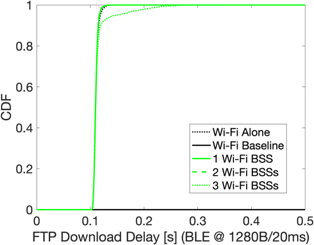 1
0.8
0.6
0.4
0.2
0
CDF
Wi-Fi Alone
Wi-Fi Baseline
1 Wi-Fi BSS
2 Wi-Fi BSSs
3 Wi-Fi BSSs
0 0.1 0.2 0.3 0.4 0.5
FTP Download Delay [s] (BLE @ 1280B/20ms)